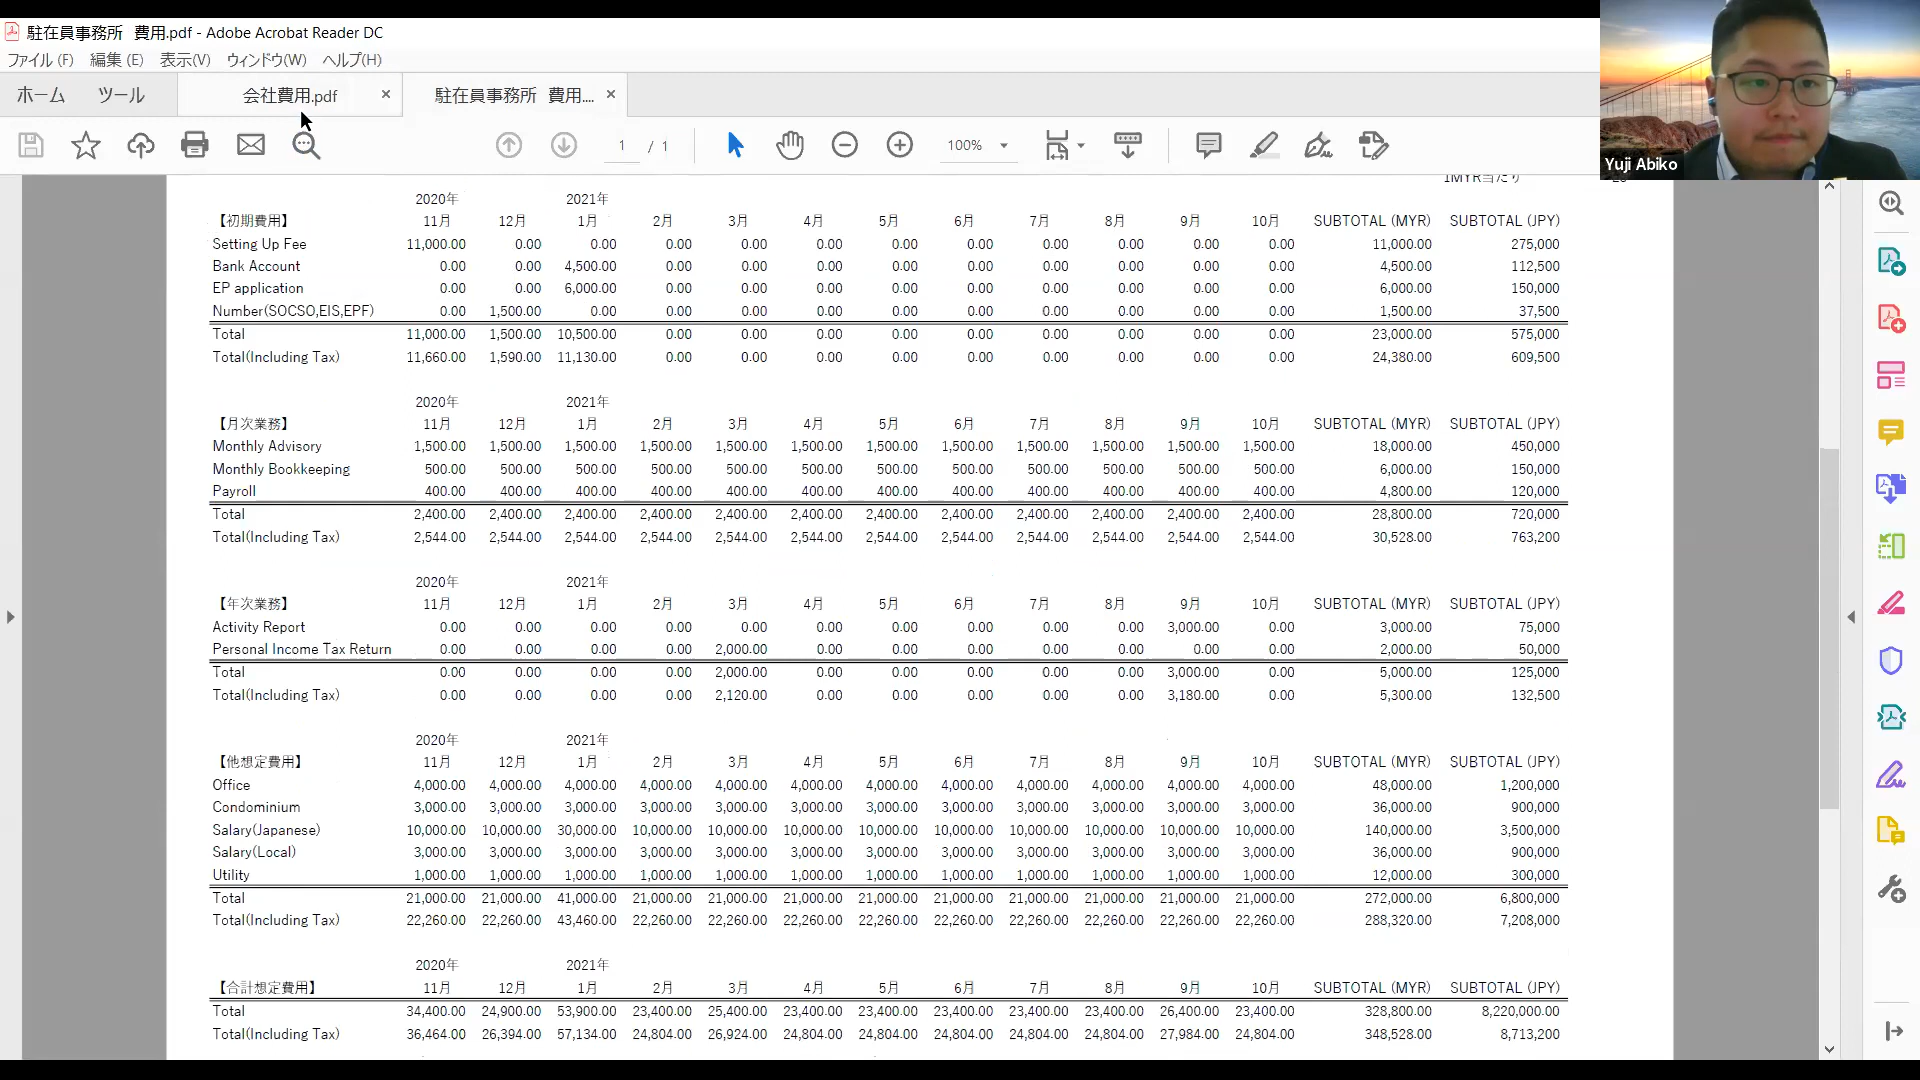 駐在員事務所 費用.pdf - Adobe Acrobat Reader DC
ファイル (F) 編集 (E) 表示(V) ウィンドウ(W) ヘルプ(H)
ホーム ツール 会社費用.pdf × 駐在員事務所 費用.... ×
1 / 1 100%
Yuji Abiko
1MYR当たり
2020年 2021年
【初期費用】 11月 12月 1月 2月 3月 4月 5月 6月 7月 8月 9月 10月 SUBTOTAL (MYR) SUBTOTAL (JPY)
Setting Up Fee 11,000.00 0.00 0.00 0.00 0.00 0.00 0.00 0.00 0.00 0.00 0.00 0.00 11,000.00 275,000
Bank Account 0.00 0.00 4,500.00 0.00 0.00 0.00 0.00 0.00 0.00 0.00 0.00 0.00 4,500.00 112,500
EP application 0.00 0.00 6,000.00 0.00 0.00 0.00 0.00 0.00 0.00 0.00 0.00 0.00 6,000.00 150,000
Number(SOCSO,EIS,EPF) 0.00 1,500.00 0.00 0.00 0.00 0.00 0.00 0.00 0.00 0.00 0.00 0.00 1,500.00 37,500
Total 11,000.00 1,500.00 10,500.00 0.00 0.00 0.00 0.00 0.00 0.00 0.00 0.00 0.00 23,000.00 575,000
Total(Including Tax) 11,660.00 1,590.00 11,130.00 0.00 0.00 0.00 0.00 0.00 0.00 0.00 0.00 0.00 24,380.00 609,500
2020年 2021年
【月次業務】 11月 12月 1月 2月 3月 4月 5月 6月 7月 8月 9月 10月 SUBTOTAL (MYR) SUBTOTAL (JPY)
Monthly Advisory 1,500.00 1,500.00 1,500.00 1,500.00 1,500.00 1,500.00 1,500.00 1,500.00 1,500.00 1,500.00 1,500.00 1,500.00 18,000.00 450,000
Monthly Bookkeeping 500.00 500.00 500.00 500.00 500.00 500.00 500.00 500.00 500.00 500.00 500.00 500.00 6,000.00 150,000
Payroll 400.00 400.00 400.00 400.00 400.00 400.00 400.00 400.00 400.00 400.00 400.00 400.00 4,800.00 120,000
Total 2,400.00 2,400.00 2,400.00 2,400.00 2,400.00 2,400.00 2,400.00 2,400.00 2,400.00 2,400.00 2,400.00 2,400.00 28,800.00 720,000
Total(Including Tax) 2,544.00 2,544.00 2,544.00 2,544.00 2,544.00 2,544.00 2,544.00 2,544.00 2,544.00 2,544.00 2,544.00 2,544.00 30,528.00 763,200
2020年 2021年
【年次業務】 11月 12月 1月 2月 3月 4月 5月 6月 7月 8月 9月 10月 SUBTOTAL (MYR) SUBTOTAL (JPY)
Activity Report 0.00 0.00 0.00 0.00 0.00 0.00 0.00 0.00 0.00 0.00 3,000.00 0.00 3,000.00 75,000
Personal Income Tax Return 0.00 0.00 0.00 0.00 2,000.00 0.00 0.00 0.00 0.00 0.00 0.00 0.00 2,000.00 50,000
Total 0.00 0.00 0.00 0.00 2,000.00 0.00 0.00 0.00 0.00 0.00 3,000.00 0.00 5,000.00 125,000
Total(Including Tax) 0.00 0.00 0.00 0.00 2,120.00 0.00 0.00 0.00 0.00 0.00 3,180.00 0.00 5,300.00 132,500
2020年 2021年
【他想定費用】 11月 12月 1月 2月 3月 4月 5月 6月 7月 8月 9月 10月 SUBTOTAL (MYR) SUBTOTAL (JPY)
Office 4,000.00 4,000.00 4,000.00 4,000.00 4,000.00 4,000.00 4,000.00 4,000.00 4,000.00 4,000.00 4,000.00 4,000.00 48,000.00 1,200,000
Condominium 3,000.00 3,000.00 3,000.00 3,000.00 3,000.00 3,000.00 3,000.00 3,000.00 3,000.00 3,000.00 3,000.00 3,000.00 36,000.00 900,000
Salary(Japanese) 10,000.00 10,000.00 30,000.00 10,000.00 10,000.00 10,000.00 10,000.00 10,000.00 10,000.00 10,000.00 10,000.00 10,000.00 140,000.00 3,500,000
Salary(Local) 3,000.00 3,000.00 3,000.00 3,000.00 3,000.00 3,000.00 3,000.00 3,000.00 3,000.00 3,000.00 3,000.00 3,000.00 36,000.00 900,000
Utility 1,000.00 1,000.00 1,000.00 1,000.00 1,000.00 1,000.00 1,000.00 1,000.00 1,000.00 1,000.00 1,000.00 1,000.00 12,000.00 300,000
Total 21,000.00 21,000.00 41,000.00 21,000.00 21,000.00 21,000.00 21,000.00 21,000.00 21,000.00 21,000.00 21,000.00 21,000.00 272,000.00 6,800,000
Total(Including Tax) 22,260.00 22,260.00 43,460.00 22,260.00 22,260.00 22,260.00 22,260.00 22,260.00 22,260.00 22,260.00 22,260.00 22,260.00 288,320.00 7,208,000
2020年 2021年
【合計想定費用】 11月 12月 1月 2月 3月 4月 5月 6月 7月 8月 9月 10月 SUBTOTAL (MYR) SUBTOTAL (JPY)
Total 34,400.00 24,900.00 53,900.00 23,400.00 25,400.00 23,400.00 23,400.00 23,400.00 23,400.00 23,400.00 26,400.00 23,400.00 328,800.00 8,220,000.00
Total(Including Tax) 36,464.00 26,394.00 57,134.00 24,804.00 26,924.00 24,804.00 24,804.00 24,804.00 24,804.00 24,804.00 27,984.00 24,804.00 348,528.00 8,713,200